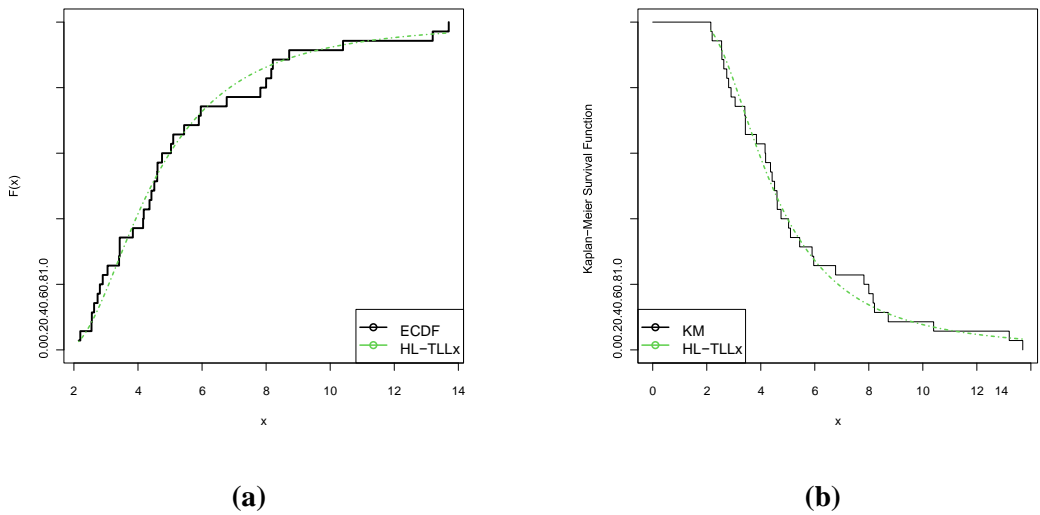 F(x)
0.00.20.40.60.81.0
ECDF
HL−TLLx
2 4 6 8 10 12 14
x
(a)
Kaplan−Meier Survival Function
0.00.20.40.60.81.0
KM
HL−TLLx
0 2 4 6 8 10 12 14
x
(b)